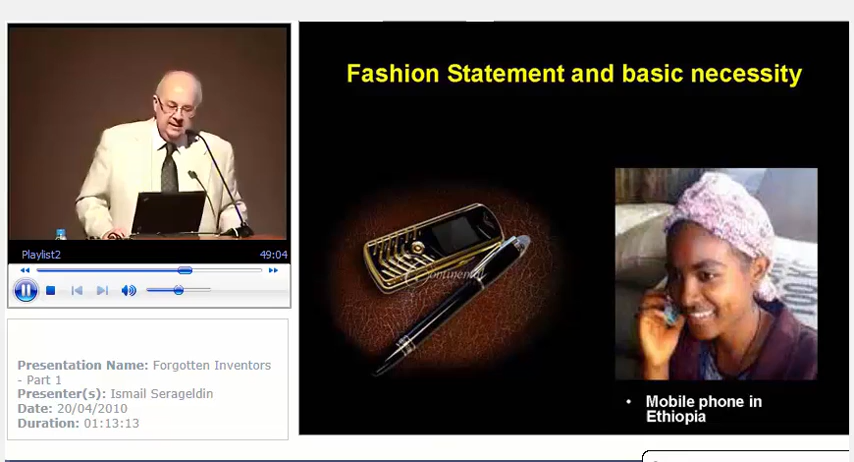 Fashion Statement and basic necessity
Continental
Playlist2
49:04
• Mobile phone in
Ethiopia
Presentation Name: Forgotten Inventors
- Part 1
Presenter(s): Ismail Serageldin
Date: 20/04/2010
Duration: 01:13:13